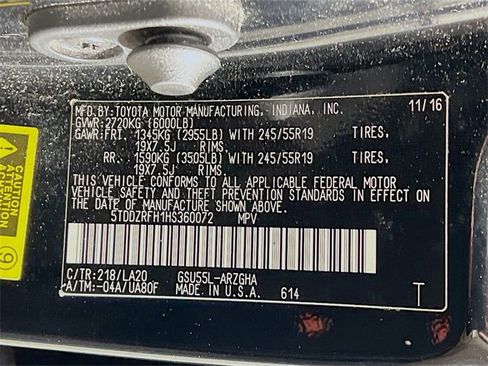 MFD.BY:TOYOTA MOTOR MANUFACTURING, INDIANA, INC. 11/16
GVWR:2720KG (6000LB)
GAWR:FRT. 1345KG (2955LB) WITH 245/55R19 TIRES,
19X7.5J RIMS
RR. 1590KG (3505LB) WITH 245/55R19 TIRES,
19X7.5J RIMS
THIS VEHICLE CONFORMS TO ALL APPLICABLE FEDERAL MOTOR
VEHICLE SAFETY AND THEFT PREVENTION STANDARDS IN EFFECT ON
THE DATE OF MANUFACTURE SHOWN ABOVE.
5TDDZRFH1HS360072 MPV
C/TR:218/LA20 GSU55L-ARZGHA
A/TM:-04A/UA80F MADE IN U.S.A. 614 T
CAUTION
ATTENTION
9